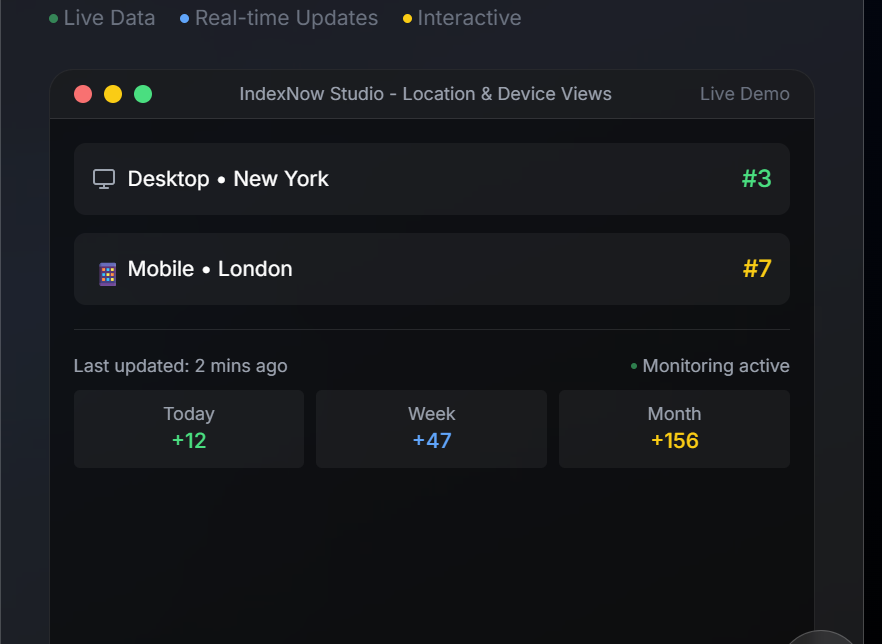 Live Data Real-time Updates Interactive
IndexNow Studio - Location & Device Views Live Demo
Desktop • New York #3
Mobile • London #7
Last updated: 2 mins ago Monitoring active
Today Week Month
+12 +47 +156